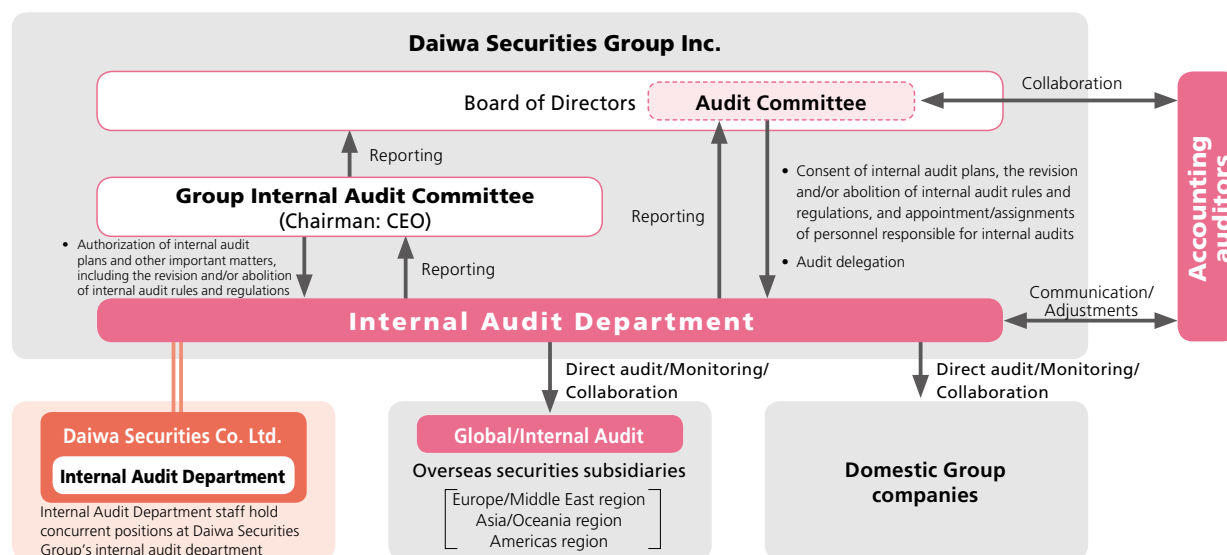 Daiwa Securities Group Inc.
Board of Directors
Audit Committee
Collaboration
Accounting
auditors
Reporting
Group Internal Audit Committee
(Chairman: CEO)
• Consent of internal audit plans, the revision
and/or abolition of internal audit rules and
regulations, and appointment/assignments
of personnel responsible for internal audits
• Audit delegation
Reporting
• Authorization of internal audit
plans and other important matters,
including the revision and/or abolition
of internal audit rules and regulations
Reporting
Communication/
Adjustments
Internal Audit Department
Direct audit/Monitoring/
Collaboration
Direct audit/Monitoring/
Collaboration
Daiwa Securities Co. Ltd.
Internal Audit Department
Internal Audit Department staff hold
concurrent positions at Daiwa Securities
Group's internal audit department
Global/Internal Audit
Overseas securities subsidiaries
Europe/Middle East region
Asia/Oceania region
Americas region
Domestic Group
companies